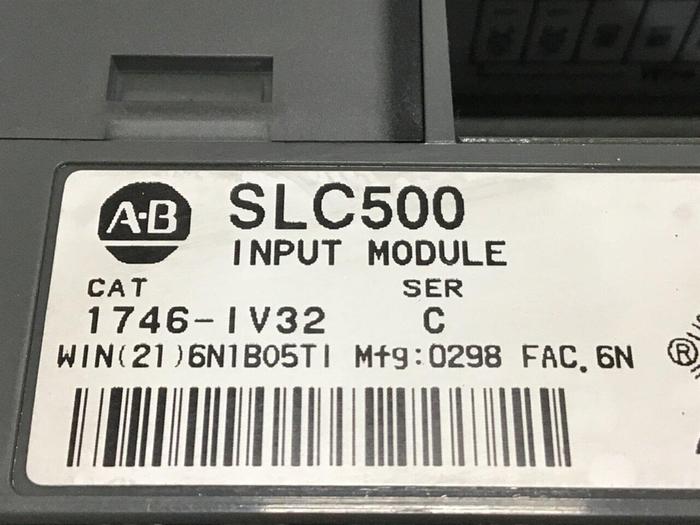 A-B SLC500
INPUT MODULE
CAT SER
1746-IV32 C
WIN(21)6N1B05TI Mfg:0298 FAC.6N
®